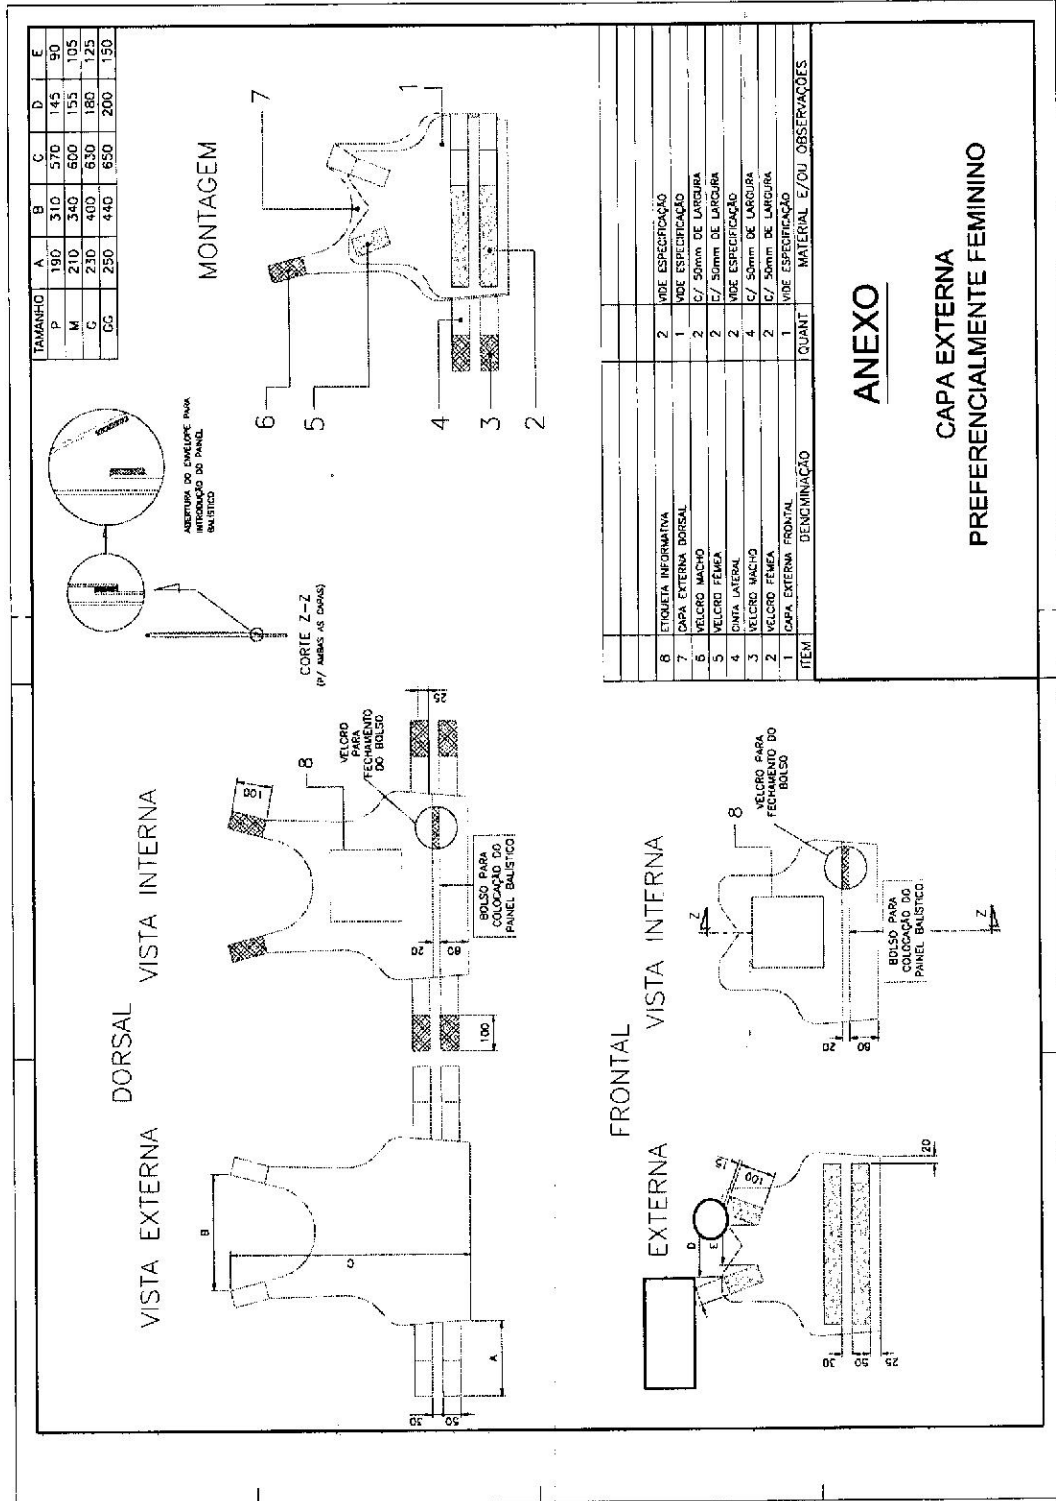 TAMANHO A B C D E
P 190 310 570 145 90
M 210 340 600 155 105
G 230 400 630 180 125
GG 250 440 650 200 150
MONTAGEM
7
1
6
5
4
3
2
ABERTURA DO ENVELOPE PARA
INTRODUÇÃO DO PAINEL
BALÍSTICO
CORTE Z-Z
(P/ AMBAS AS CAPAS)
DORSAL
VISTA EXTERNA
VISTA INTERNA
B
C
A
30
50
100
8
VELCRO
PARA
FECHAMENTO
DO BOLSO
25
BOLSO PARA
COLOCAÇÃO DO
PAINEL BALÍSTICO
20
80
100
FRONTAL
EXTERNA
VISTA INTERNA
D
E
15
100
20
30
50
25
8
VELCRO PARA
FECHAMENTO DO
BOLSO
Z
Z
BOLSO PARA
COLOCAÇÃO DO
PAINEL BALÍSTICO
20
80
8 ETIQUETA INFORMATIVA 2 VIDE ESPECIFICAÇÃO
7 CAPA EXTERNA DORSAL 1 VIDE ESPECIFICAÇÃO
6 VELCRO MACHO 2 C/ 50mm DE LARGURA
5 VELCRO FÊMEA 2 C/ 50mm DE LARGURA
4 CINTA LATERAL 2 VIDE ESPECIFICAÇÃO
3 VELCRO MACHO 4 C/ 50mm DE LARGURA
2 VELCRO FÊMEA 2 C/ 50mm DE LARGURA
1 CAPA EXTERNA FRONTAL 1 VIDE ESPECIFICAÇÃO
ITEM DENOMINAÇÃO QUANT MATERIAL E/OU OBSERVAÇÕES
ANEXO
CAPA EXTERNA
PREFERENCIALMENTE FEMININO